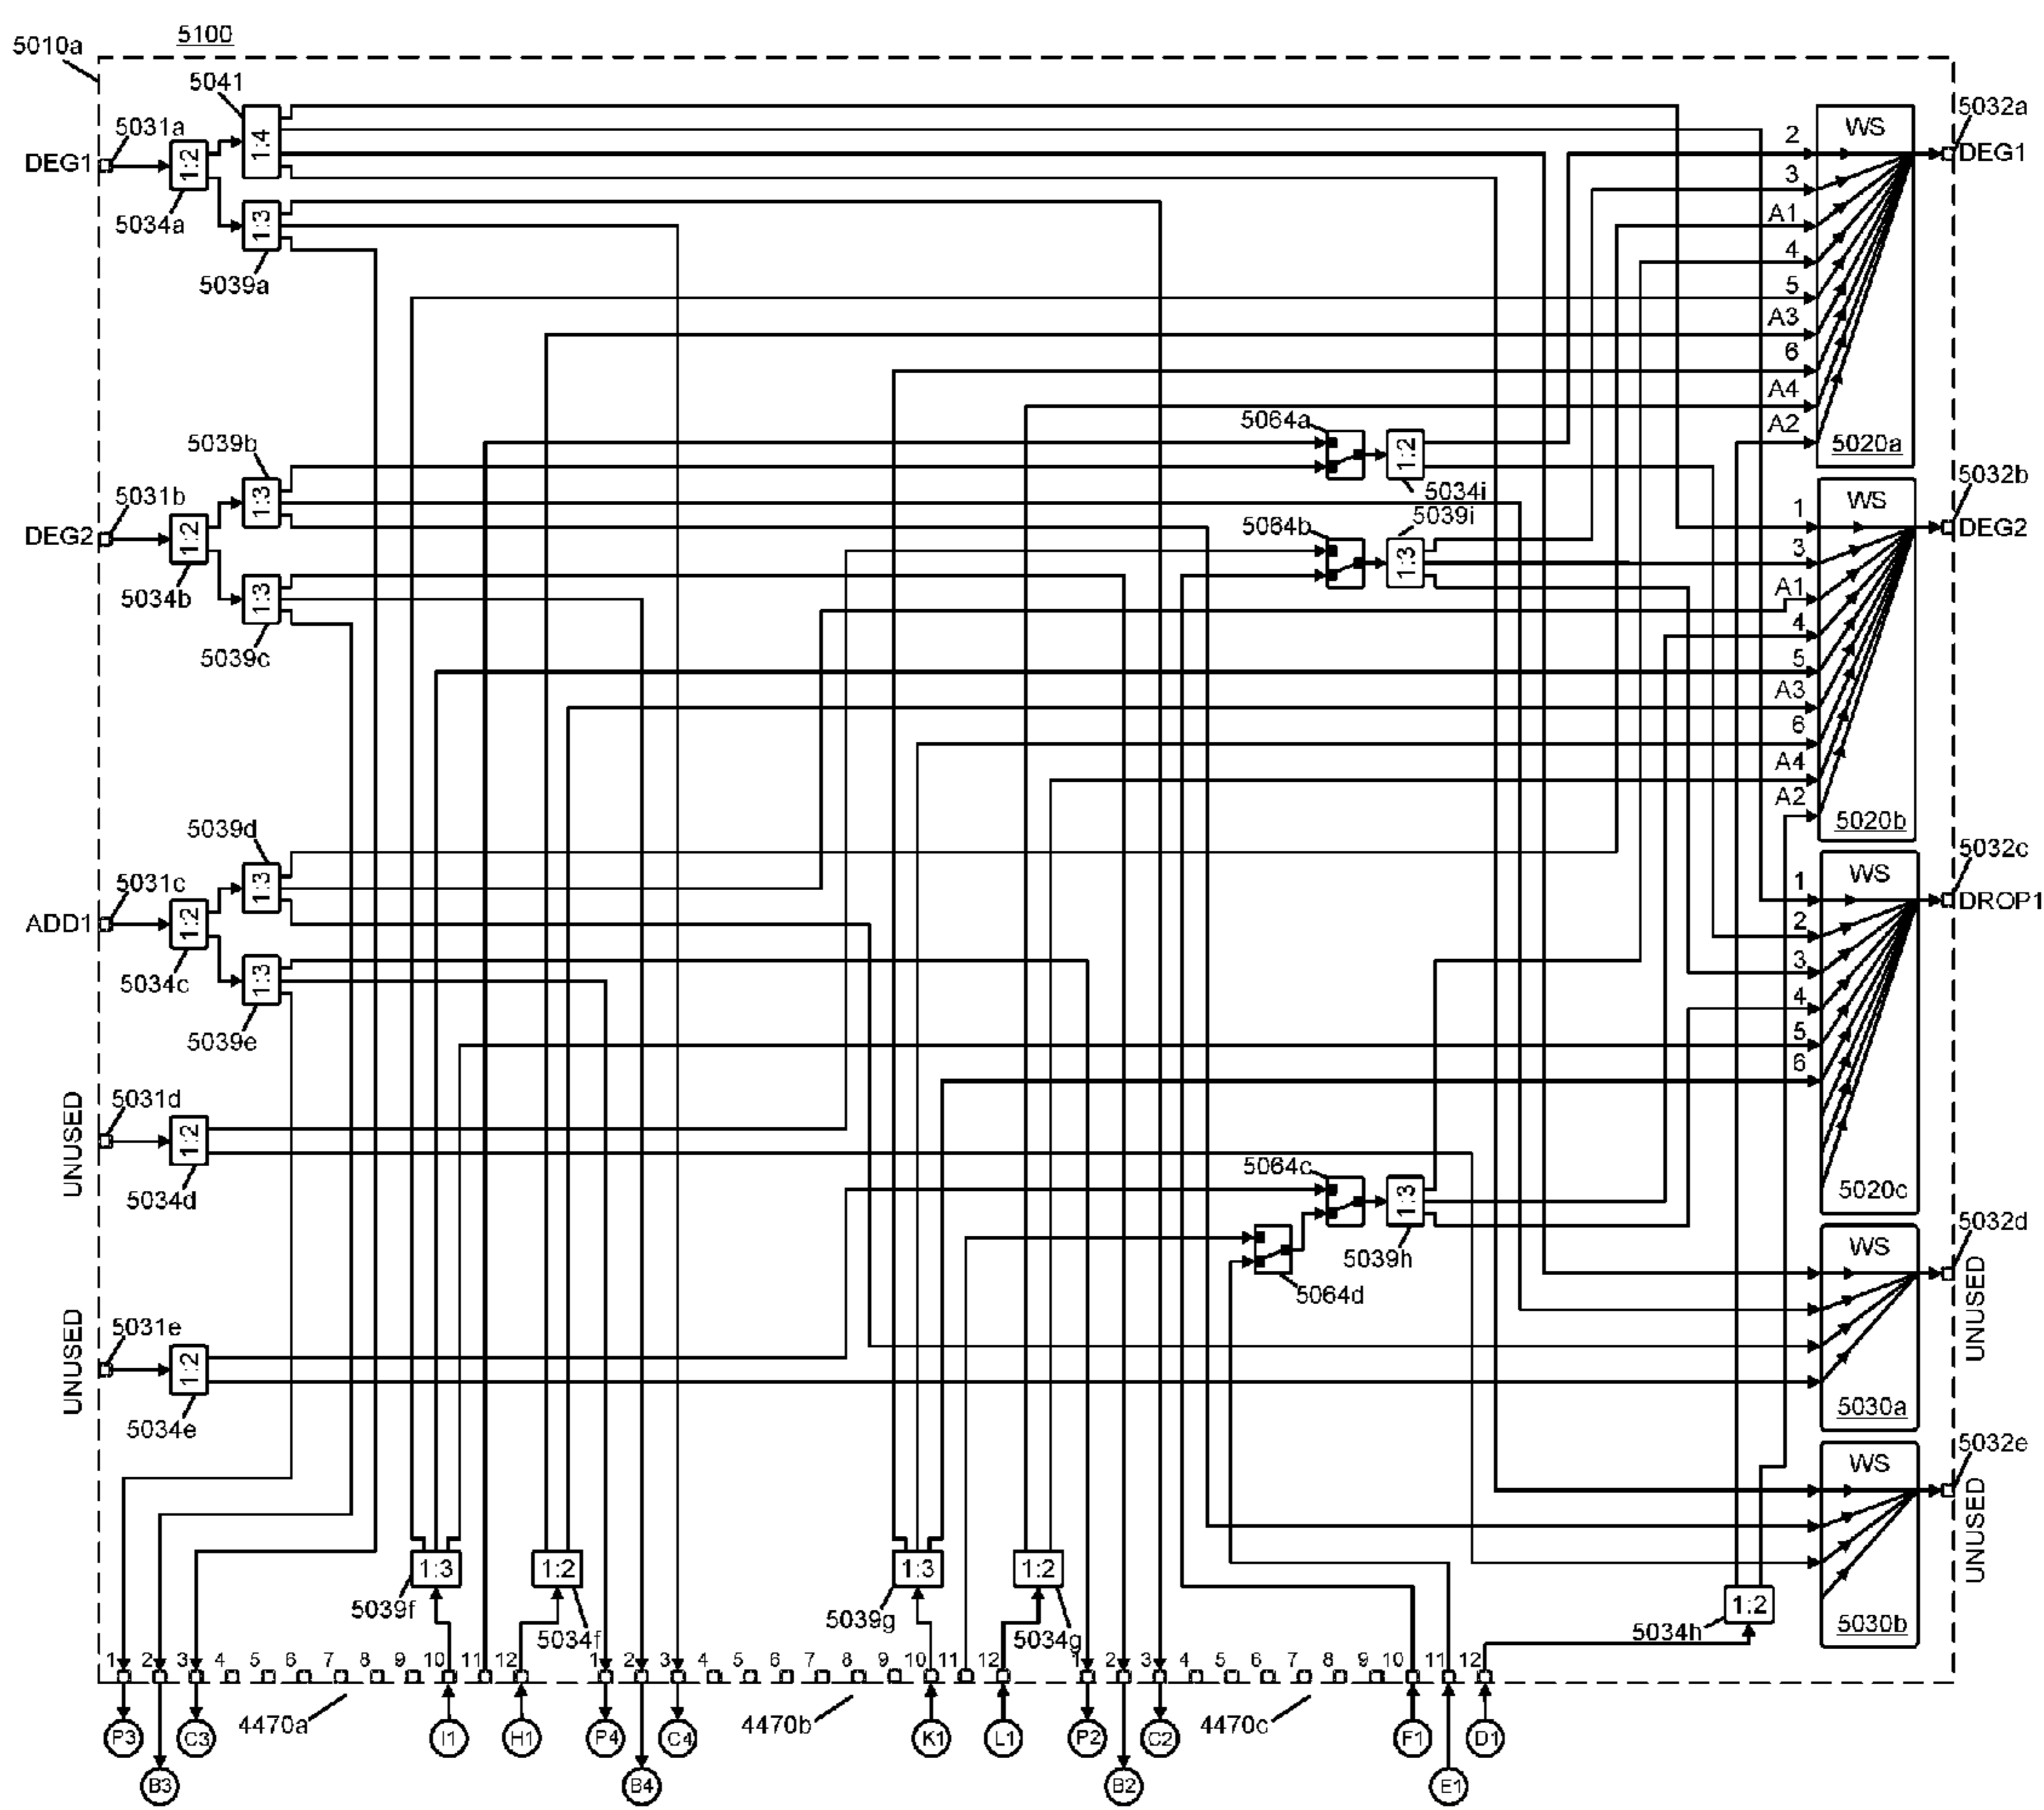 5010a
5100
5041
5031a
DEG1
1:2
5034a
1:4
1:3
5039a
5039b
5031b
DEG2
1:2
5034b
1:3
1:3
5039c
5039d
5031c
ADD1
1:2
5034c
1:3
1:3
5039e
UNUSED
5031d
1:2
5034d
UNUSED
5031e
1:2
5034e
5064a
1:2
5034i
5064b
5039i
1:3
5064c
1:3
5039h
5064d
2
3
A1
4
5
A3
6
A4
A2
WS
5020a
5032a
DEG1
1
3
A1
4
5
A3
6
A4
A2
WS
5020b
5032b
DEG2
1
2
3
4
5
6
WS
5020c
5032c
DROP1
WS
5030a
5032d
UNUSED
WS
5030b
5032e
UNUSED
1:3
5039f
1:2
5034f
1:3
5039g
1:2
5034g
1:2
5034h
1 2 3 4 5 6 7 8 9 10 11 12
1 2 3 4 5 6 7 8 9 10 11 12
1 2 3 4 5 6 7 8 9 10 11 12
4470a
4470b
4470c
P3
C3
I1
H1
P4
C4
K1
L1
P2
C2
F1
D1
B3
B4
B2
E1